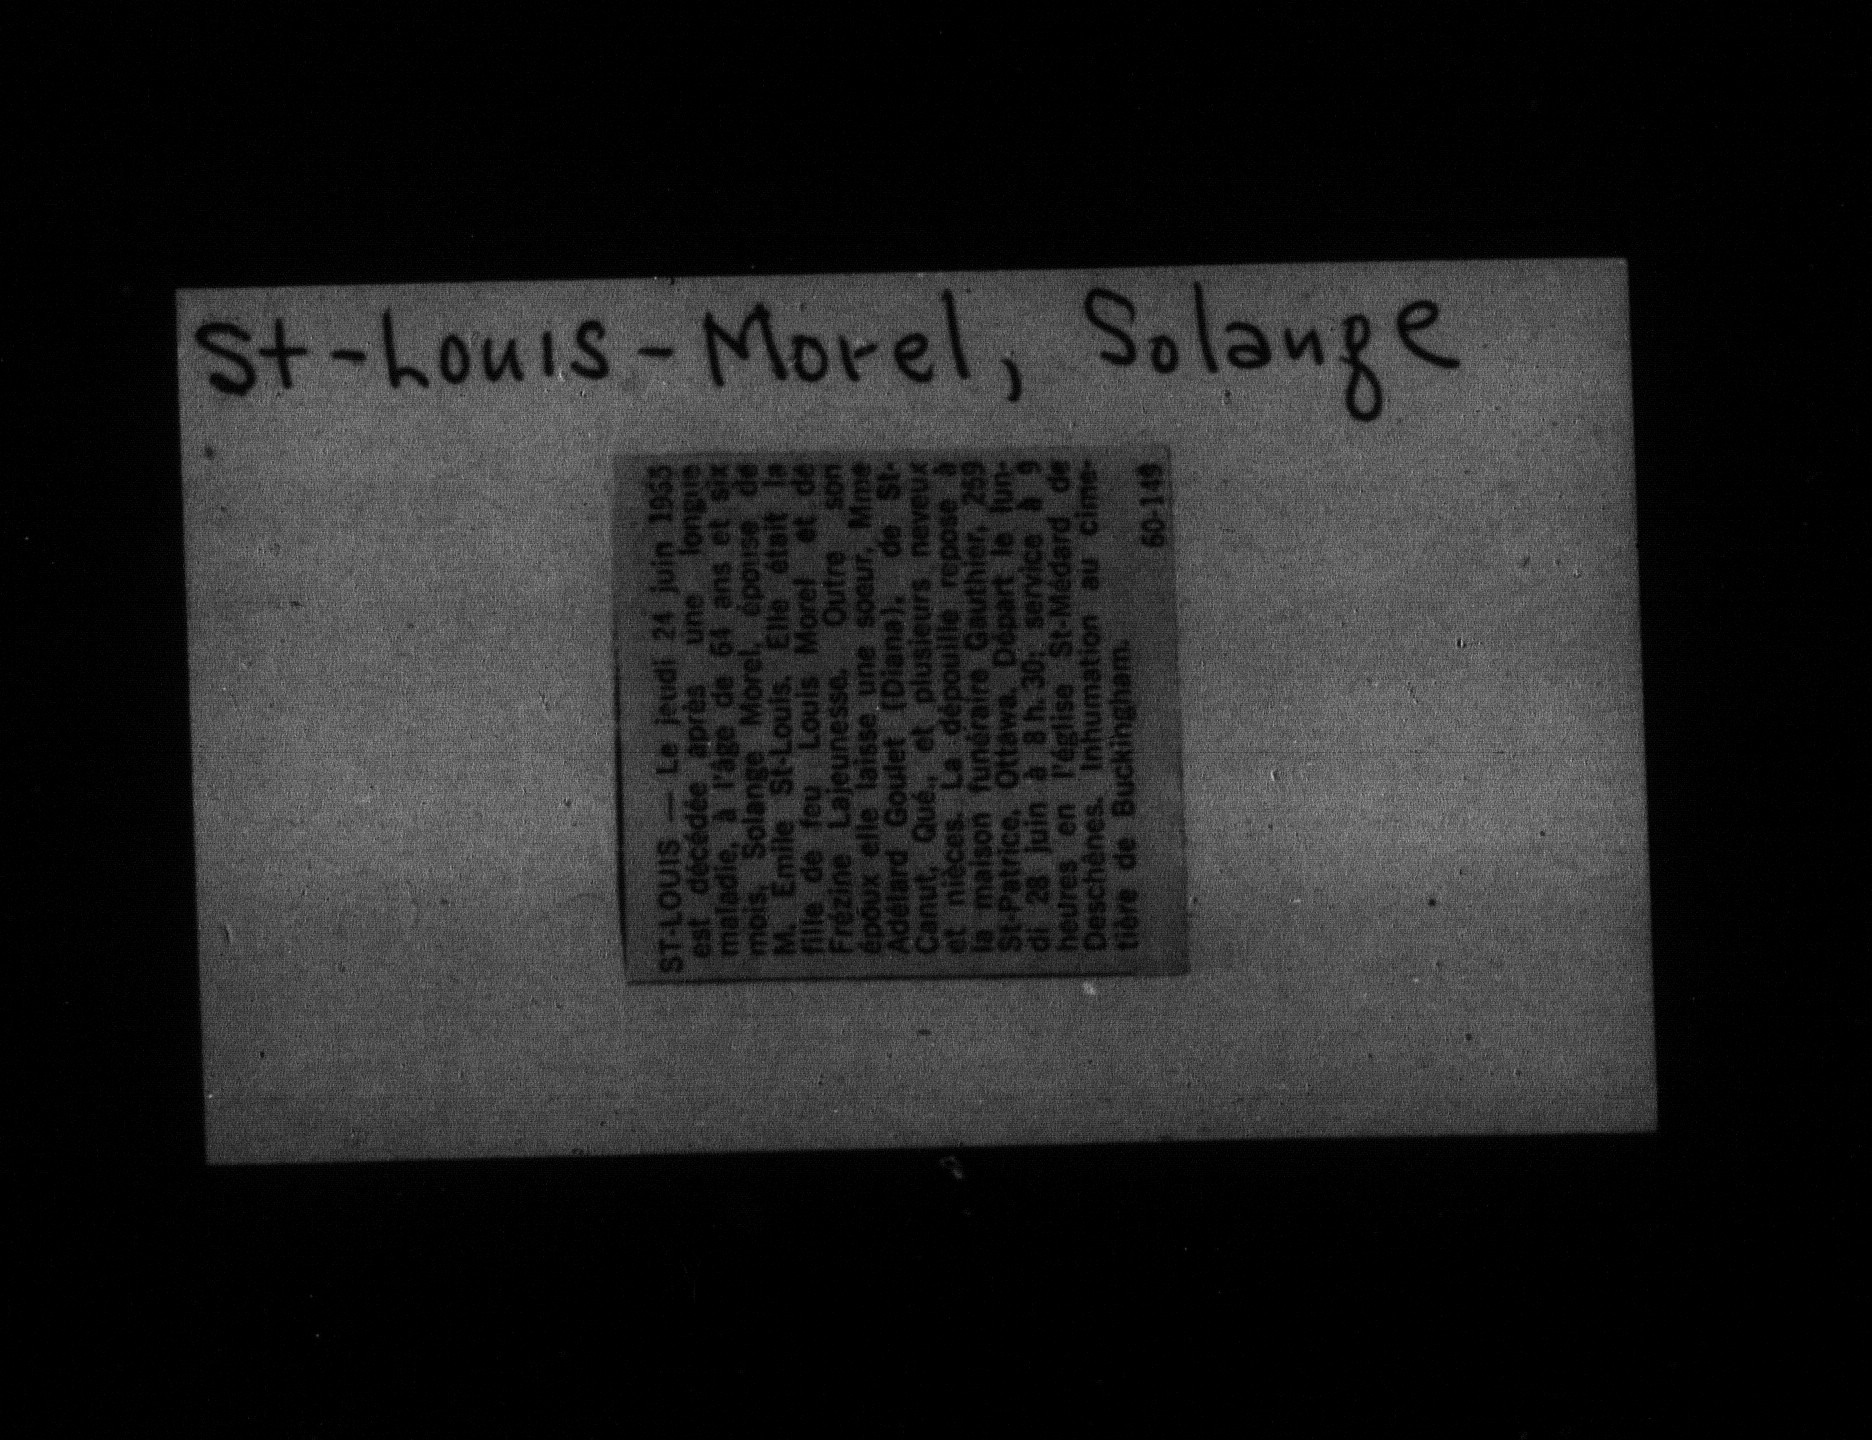 St-Louis-Morel, Solange
ST-LOUIS — Le jeudi 24 juin 1965
est décédée après une longue
maladie, à l'âge de 64 ans et six
mois, Solange Morel, épouse de
M. Emile St-Louis. Elle était la
fille de feu Louis Morel et de
Frézine Lajeunesse. Outre son
époux elle laisse une soeur, Mme
Adélard Goulet (Diana), de St-
Canut, Qué., et plusieurs neveux
et nièces. La dépouille repose à
la maison funéraire Gauthier, 259
St-Patrice, Ottawa. Départ le lun-
di 28 juin à 8 h. 30; service à 9
heures en l'église St-Médard de
Deschênes. Inhumation au cime-
tière de Buckingham.
60-149